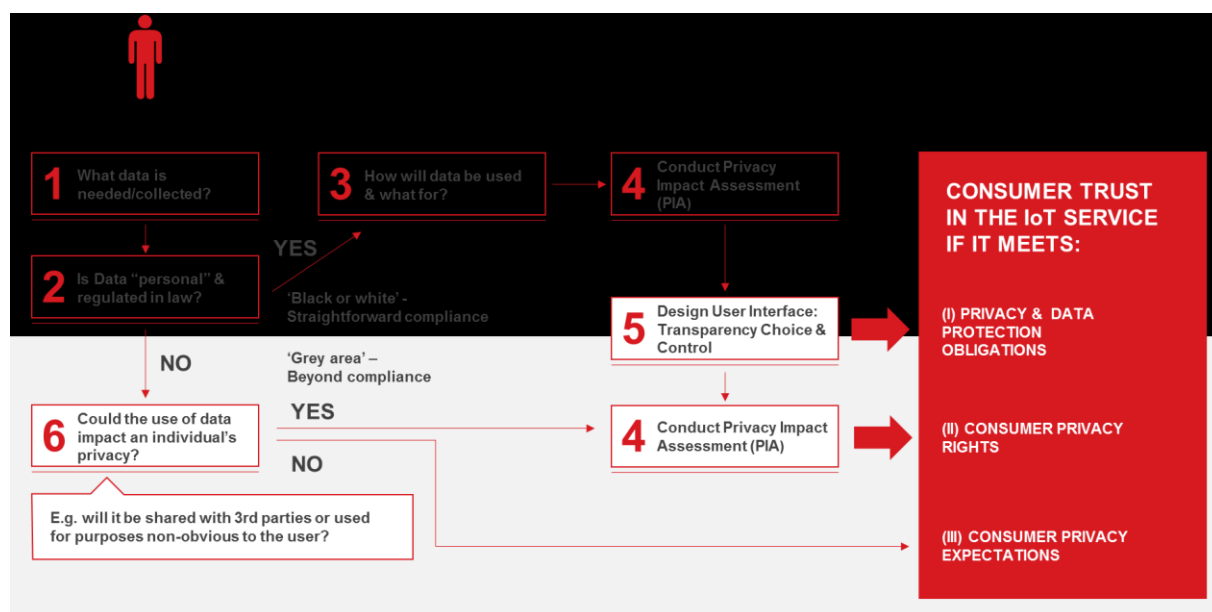 1 What data is
needed/collected?
3 How will data be used
& what for?
4 Conduct Privacy
Impact Assessment
(PIA)
CONSUMER TRUST
IN THE IoT SERVICE
IF IT MEETS:
YES
2 Is Data “personal” &
regulated in law?
‘Black or white’ -
Straightforward compliance
5 Design User Interface:
Transparency Choice &
Control
(I) PRIVACY & DATA
PROTECTION
OBLIGATIONS
NO
‘Grey area’ –
Beyond compliance
6 Could the use of data
impact an individual’s
privacy?
YES
NO
4 Conduct Privacy Impact
Assessment (PIA)
(II) CONSUMER PRIVACY
RIGHTS
E.g. will it be shared with 3rd parties or used
for purposes non-obvious to the user?
(III) CONSUMER PRIVACY
EXPECTATIONS